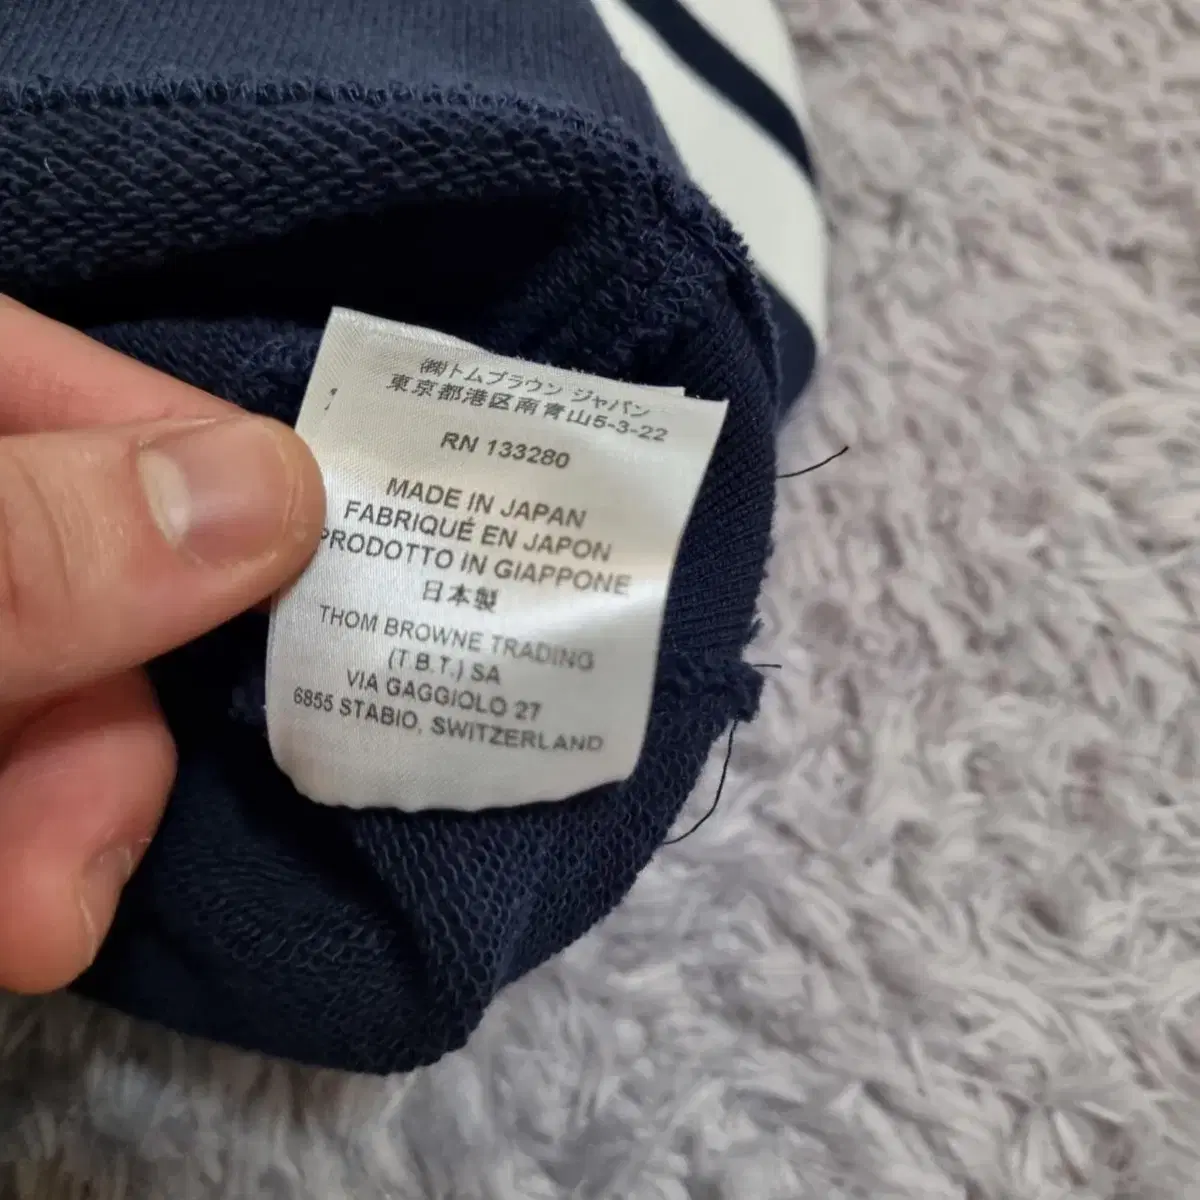 ㈱トムブラウン ジャパン
東京都港区南青山5-3-22
RN 133280
MADE IN JAPAN
FABRIQUÉ EN JAPON
PRODOTTO IN GIAPPONE
日本製
THOM BROWNE TRADING
(T.B.T.) SA
VIA GAGGIOLO 27
6855 STABIO, SWITZERLAND